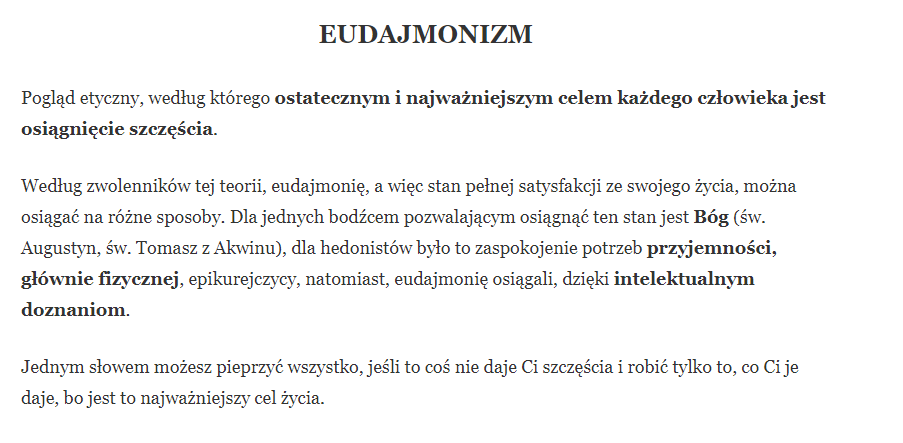 EUDAJMONIZM
Pogląd etyczny, według którego ostatecznym i najważniejszym celem każdego człowieka jest
osiągnięcie szczęścia.
Według zwolenników tej teorii, eudajmonię, a więc stan pełnej satysfakcji ze swojego życia, można
osiągać na różne sposoby. Dla jednych bodźcem pozwalającym osiągnąć ten stan jest Bóg (św.
Augustyn, św. Tomasz z Akwinu), dla hedonistów było to zaspokojenie potrzeb przyjemności,
głównie fizycznej, epikurejczycy, natomiast, eudajmonię osiągali, dzięki intelektualnym
doznaniom.
Jednym słowem możesz pieprzyć wszystko, jeśli to coś nie daje Ci szczęścia i robić tylko to, co Ci je
daje, bo jest to najważniejszy cel życia.